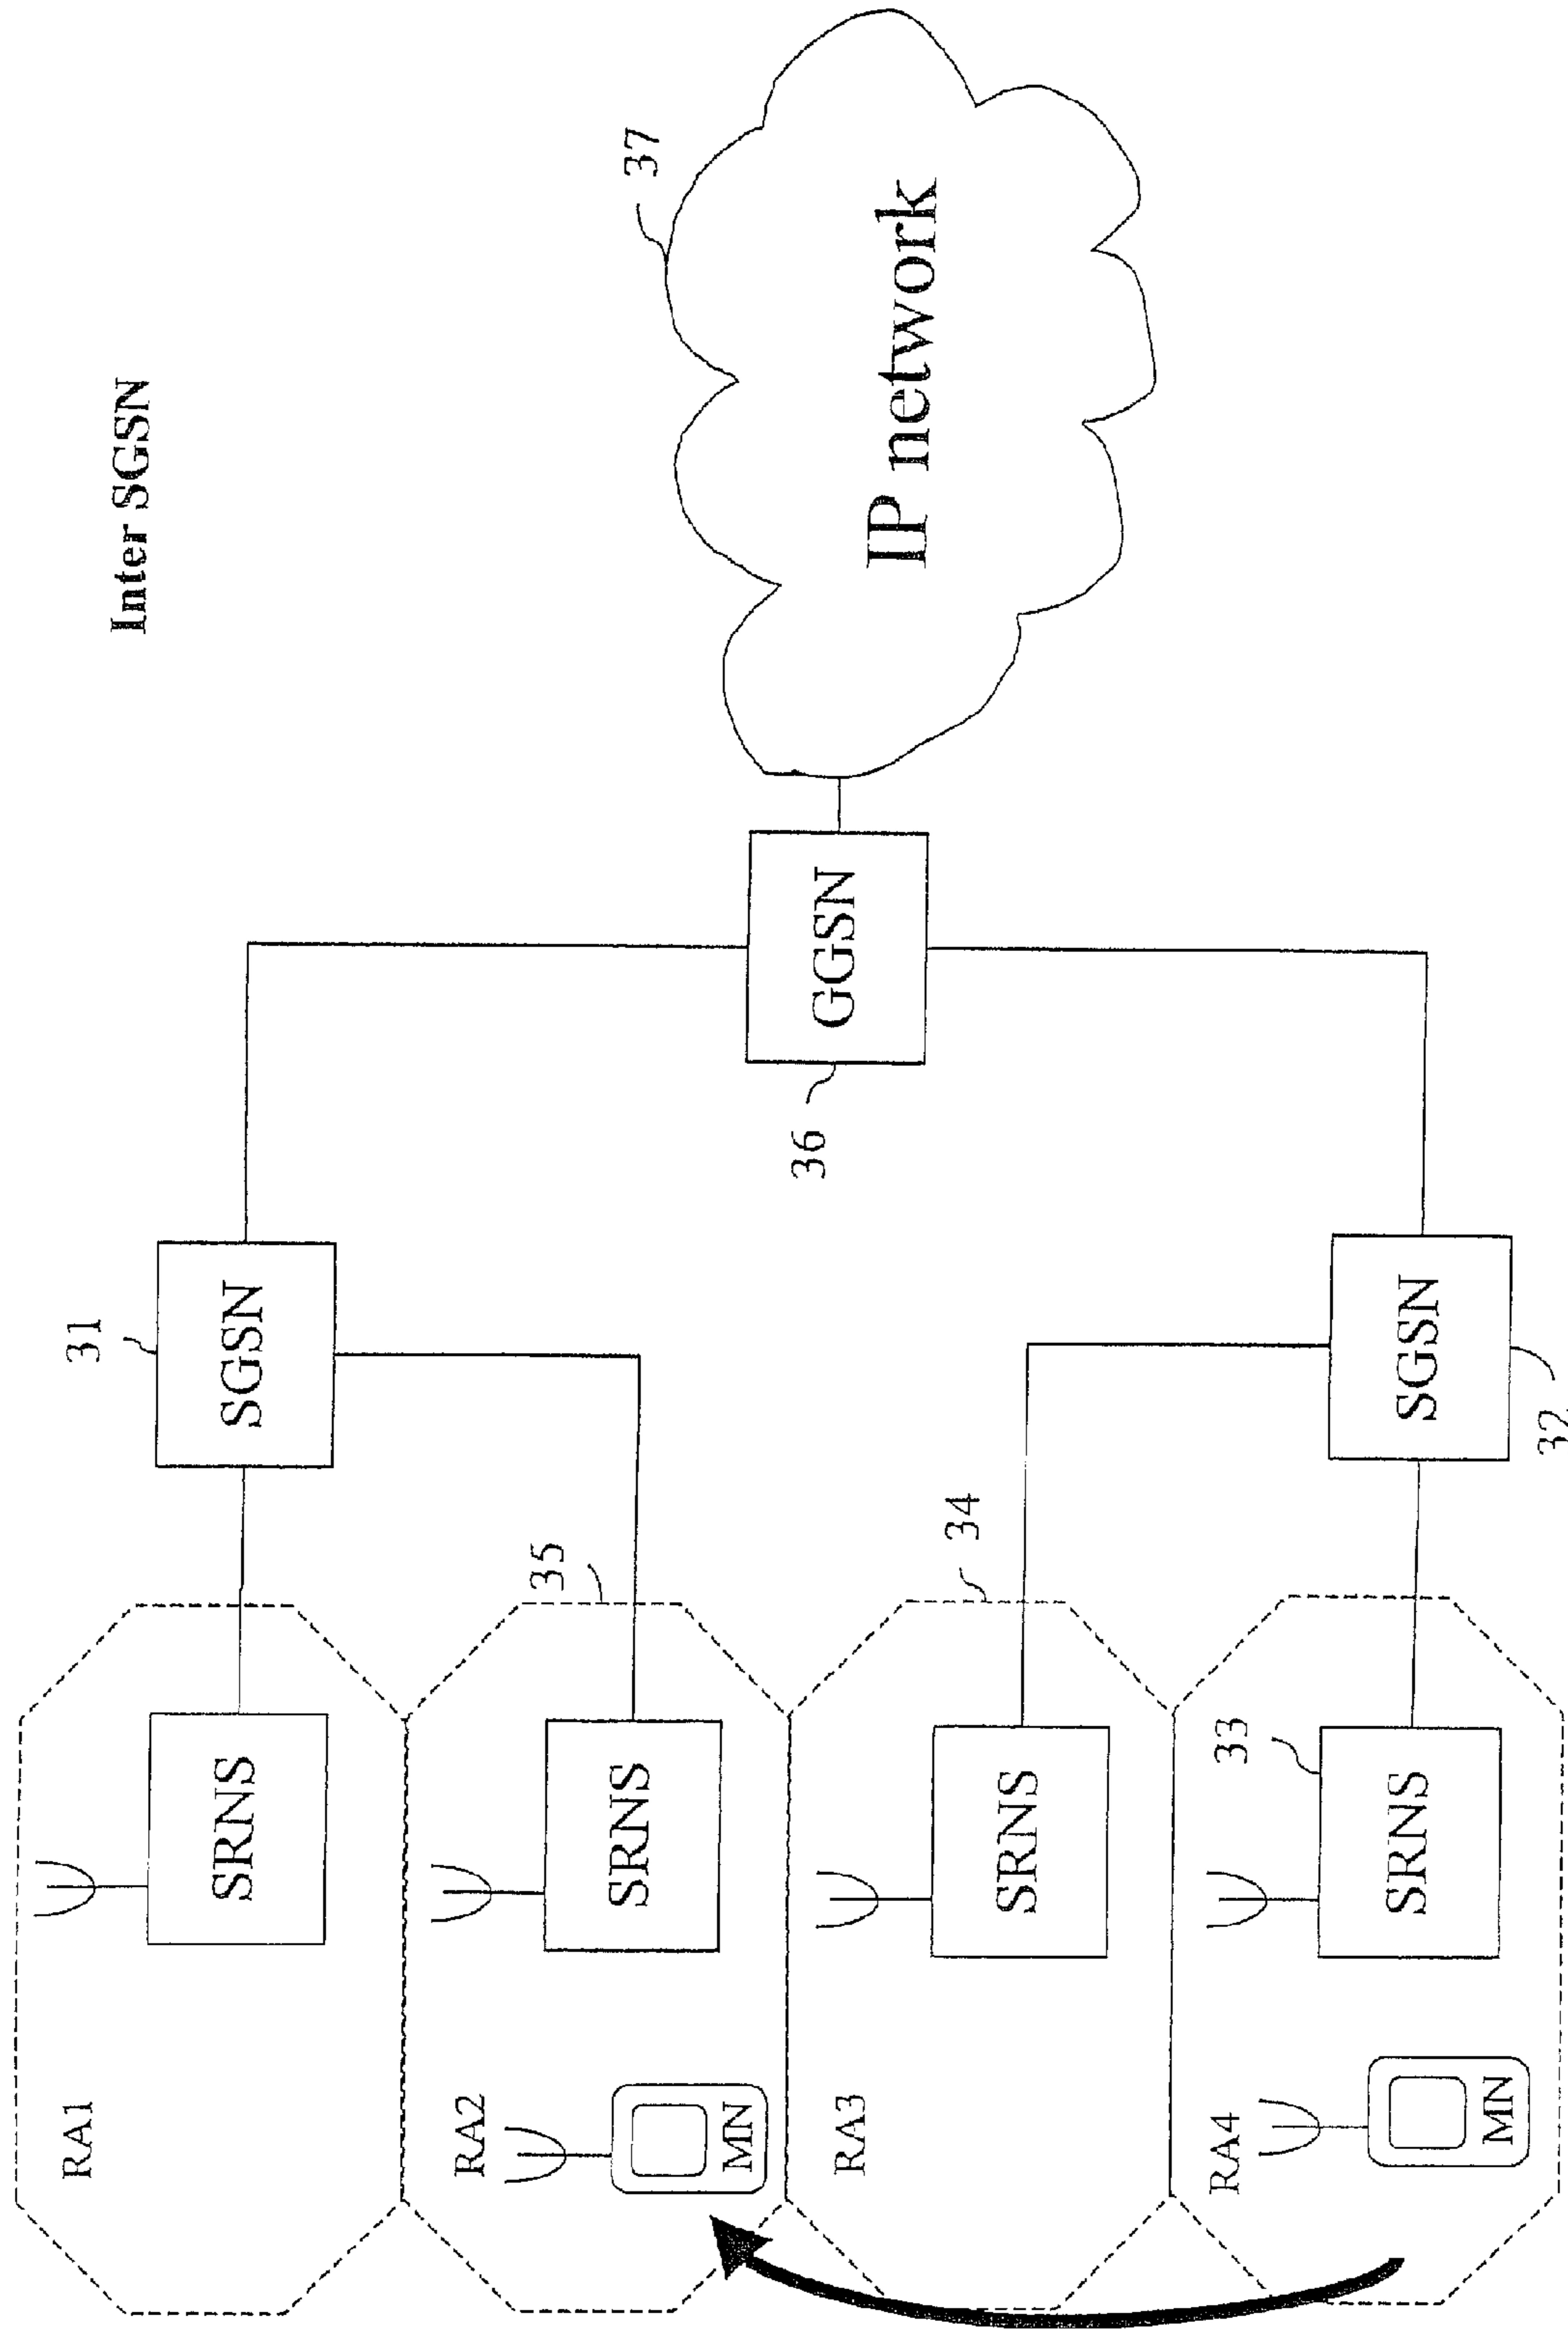 Inter SGSN
RA1
SRNS
31
SGSN
RA2
MN
SRNS
35
36
GGSN
37
IP network
RA3
SRNS
34
RA4
MN
SRNS
33
SGSN
32